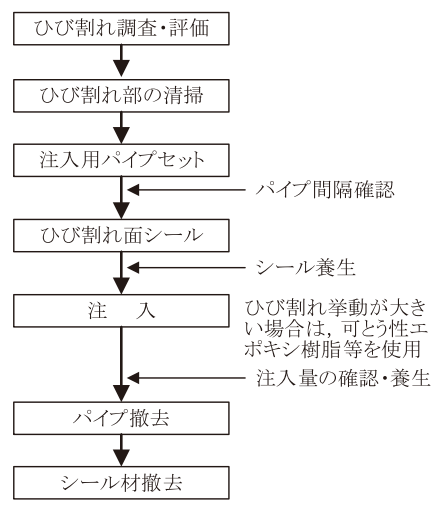 ひび割れ調査・評価
ひび割れ部の清掃
注入用パイプセット
パイプ間隔確認
ひび割れ面シール
シール養生
注　入
ひび割れ挙動が大き
い場合は，可とう性エ
ポキシ樹脂等を使用
注入量の確認・養生
パイプ撤去
シール材撤去